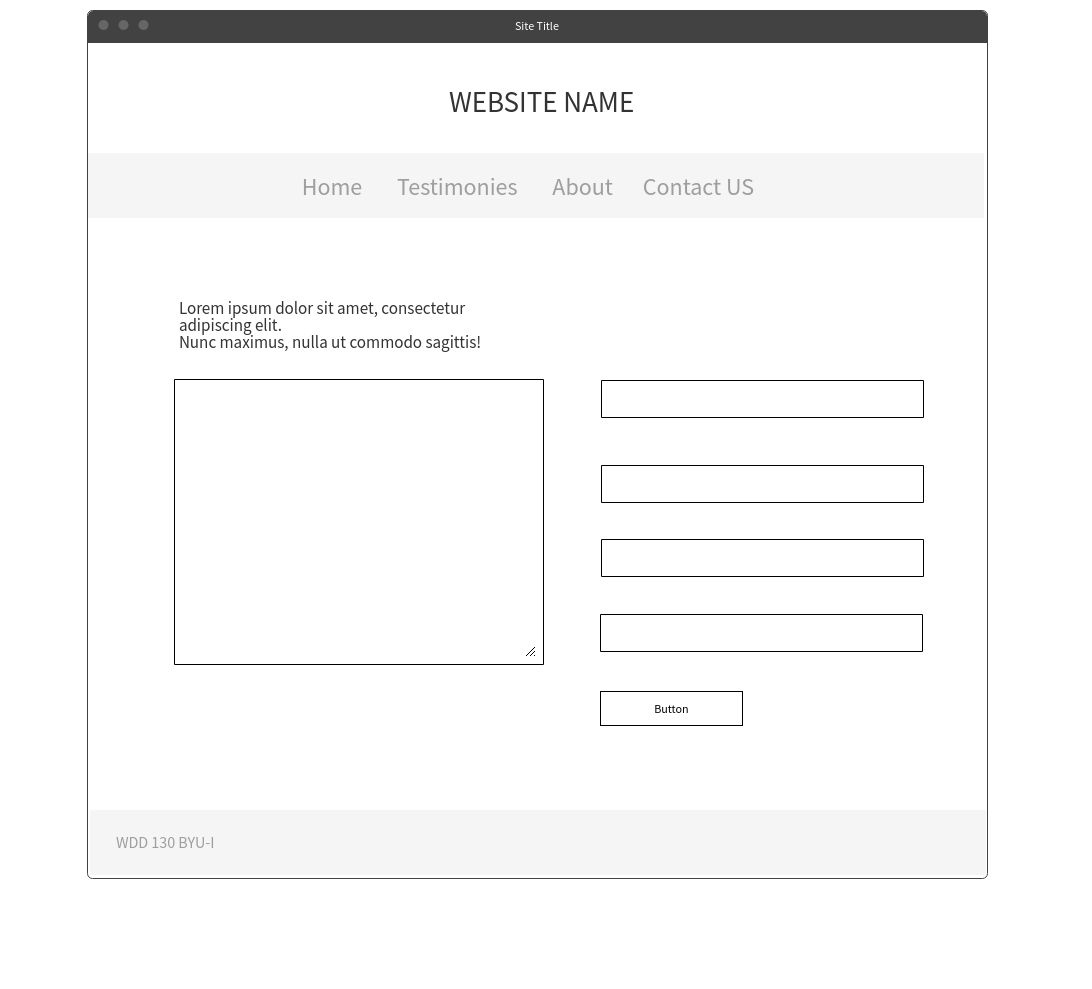 Site Title
WEBSITE NAME
Home Testimonies About Contact US
Lorem ipsum dolor sit amet, consectetur
adipiscing elit.
Nunc maximus, nulla ut commodo sagittis!
Button
WDD 130 BYU-I